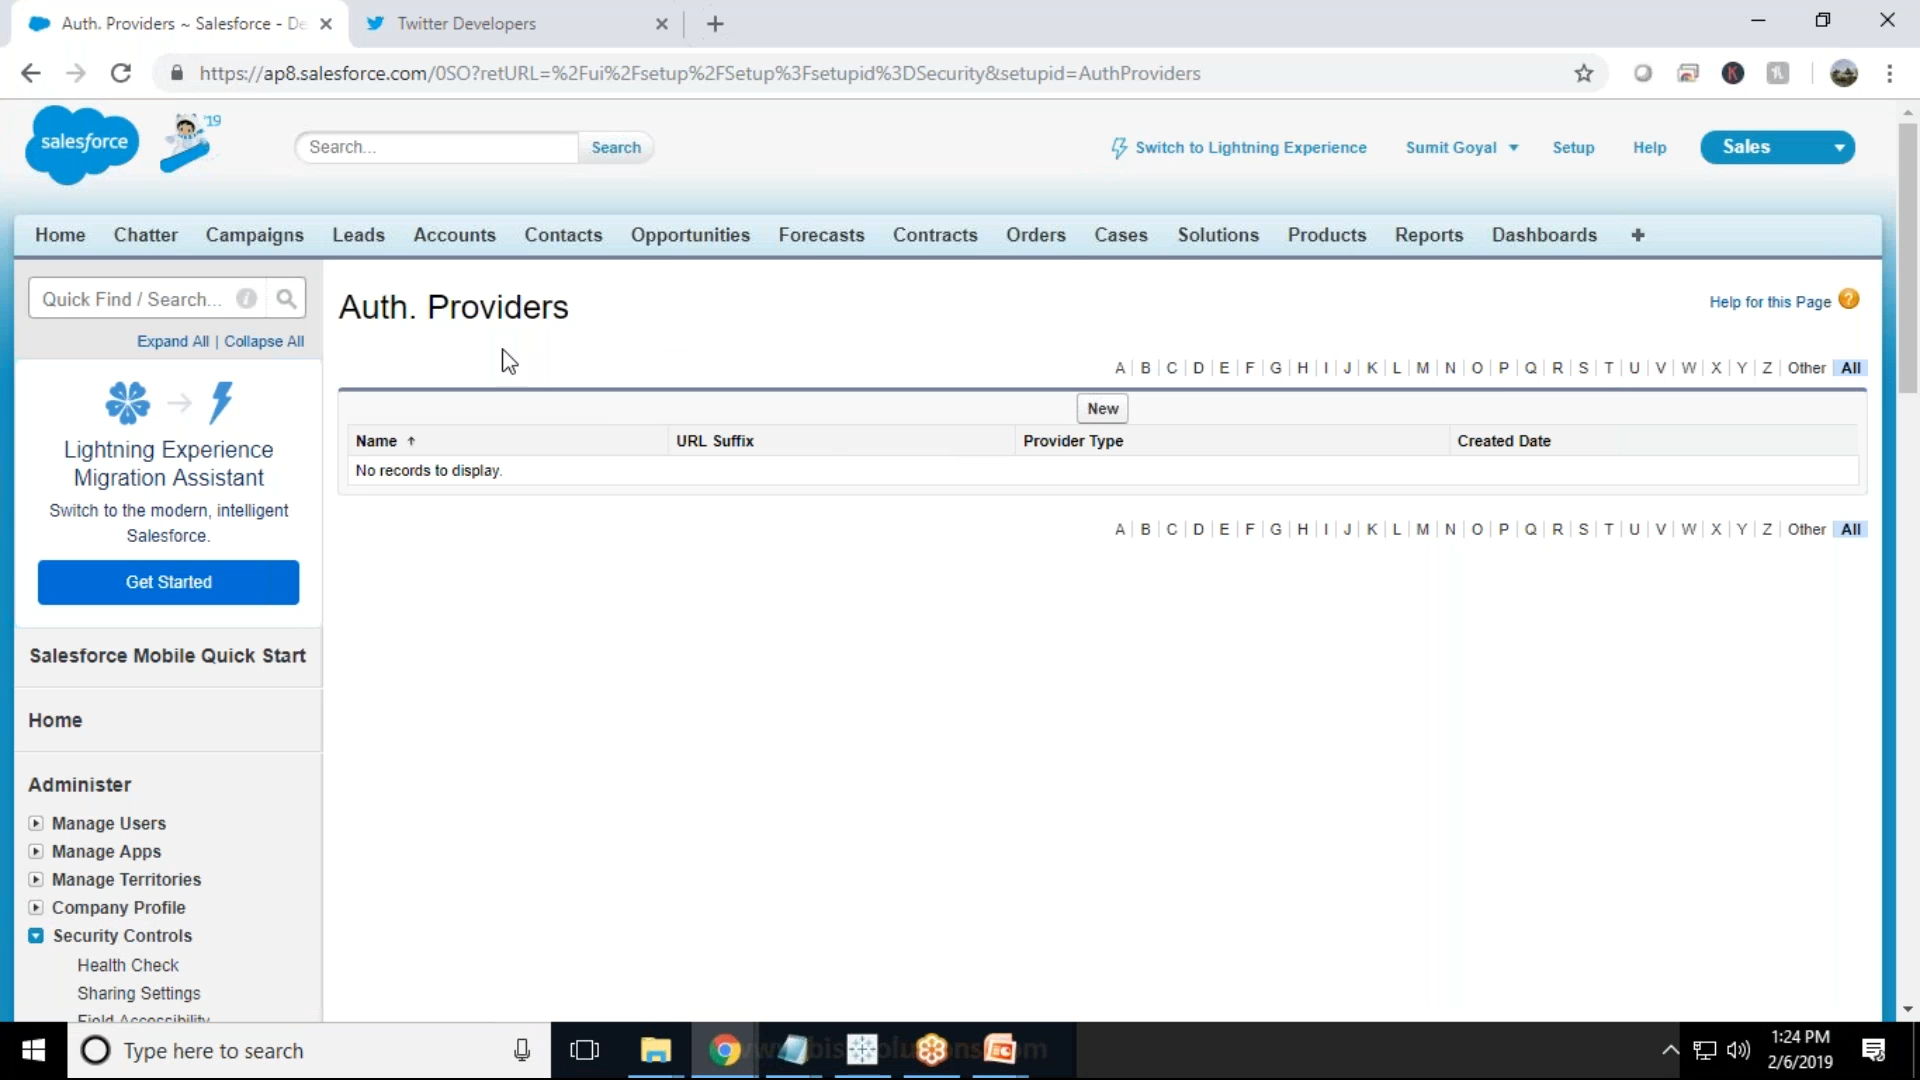 Auth. Providers ~ Salesforce - De
Twitter Developers
https://ap8.salesforce.com/0SO?retURL=%2Fui%2Fsetup%2FSetup%3Fsetupid%3DSecurity&setupid=AuthProviders
salesforce
'19
Search...
Search
Switch to Lightning Experience
Sumit Goyal
Setup
Help
Sales
Home Chatter Campaigns Leads Accounts Contacts Opportunities Forecasts Contracts Orders Cases Solutions Products Reports Dashboards +
Quick Find / Search...
Expand All | Collapse All
Lightning Experience
Migration Assistant
Switch to the modern, intelligent
Salesforce.
Get Started
Salesforce Mobile Quick Start
Home
Administer
Manage Users
Manage Apps
Manage Territories
Company Profile
Security Controls
Health Check
Sharing Settings
Field Accessibility
Auth. Providers
Help for this Page
A | B | C | D | E | F | G | H | I | J | K | L | M | N | O | P | Q | R | S | T | U | V | W | X | Y | Z | Other All
New
Name URL Suffix Provider Type Created Date
No records to display.
A | B | C | D | E | F | G | H | I | J | K | L | M | N | O | P | Q | R | S | T | U | V | W | X | Y | Z | Other All
Type here to search
1:24 PM
2/6/2019